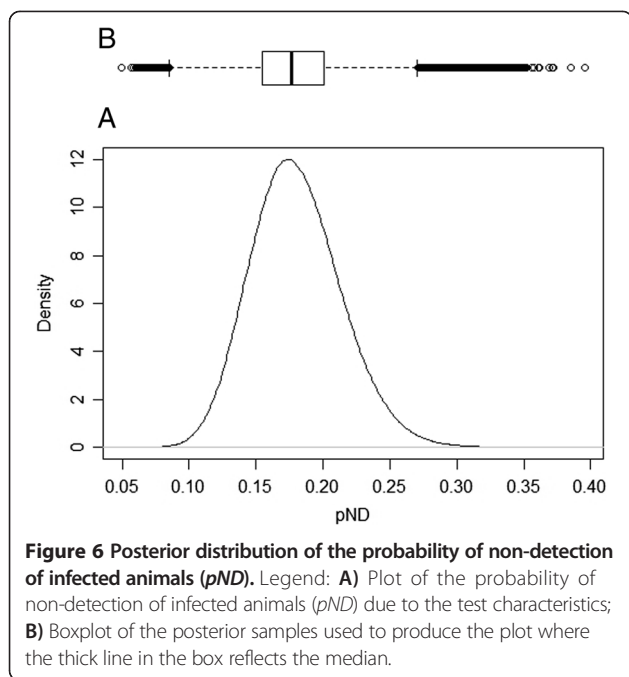 B
A
12
10
8
6
4
2
0
Density
0.05 0.10 0.15 0.20 0.25 0.30 0.35 0.40
pND
Figure 6 Posterior distribution of the probability of non-detection
of infected animals (pND). Legend: A) Plot of the probability of
non-detection of infected animals (pND) due to the test characteristics;
B) Boxplot of the posterior samples used to produce the plot where
the thick line in the box reflects the median.